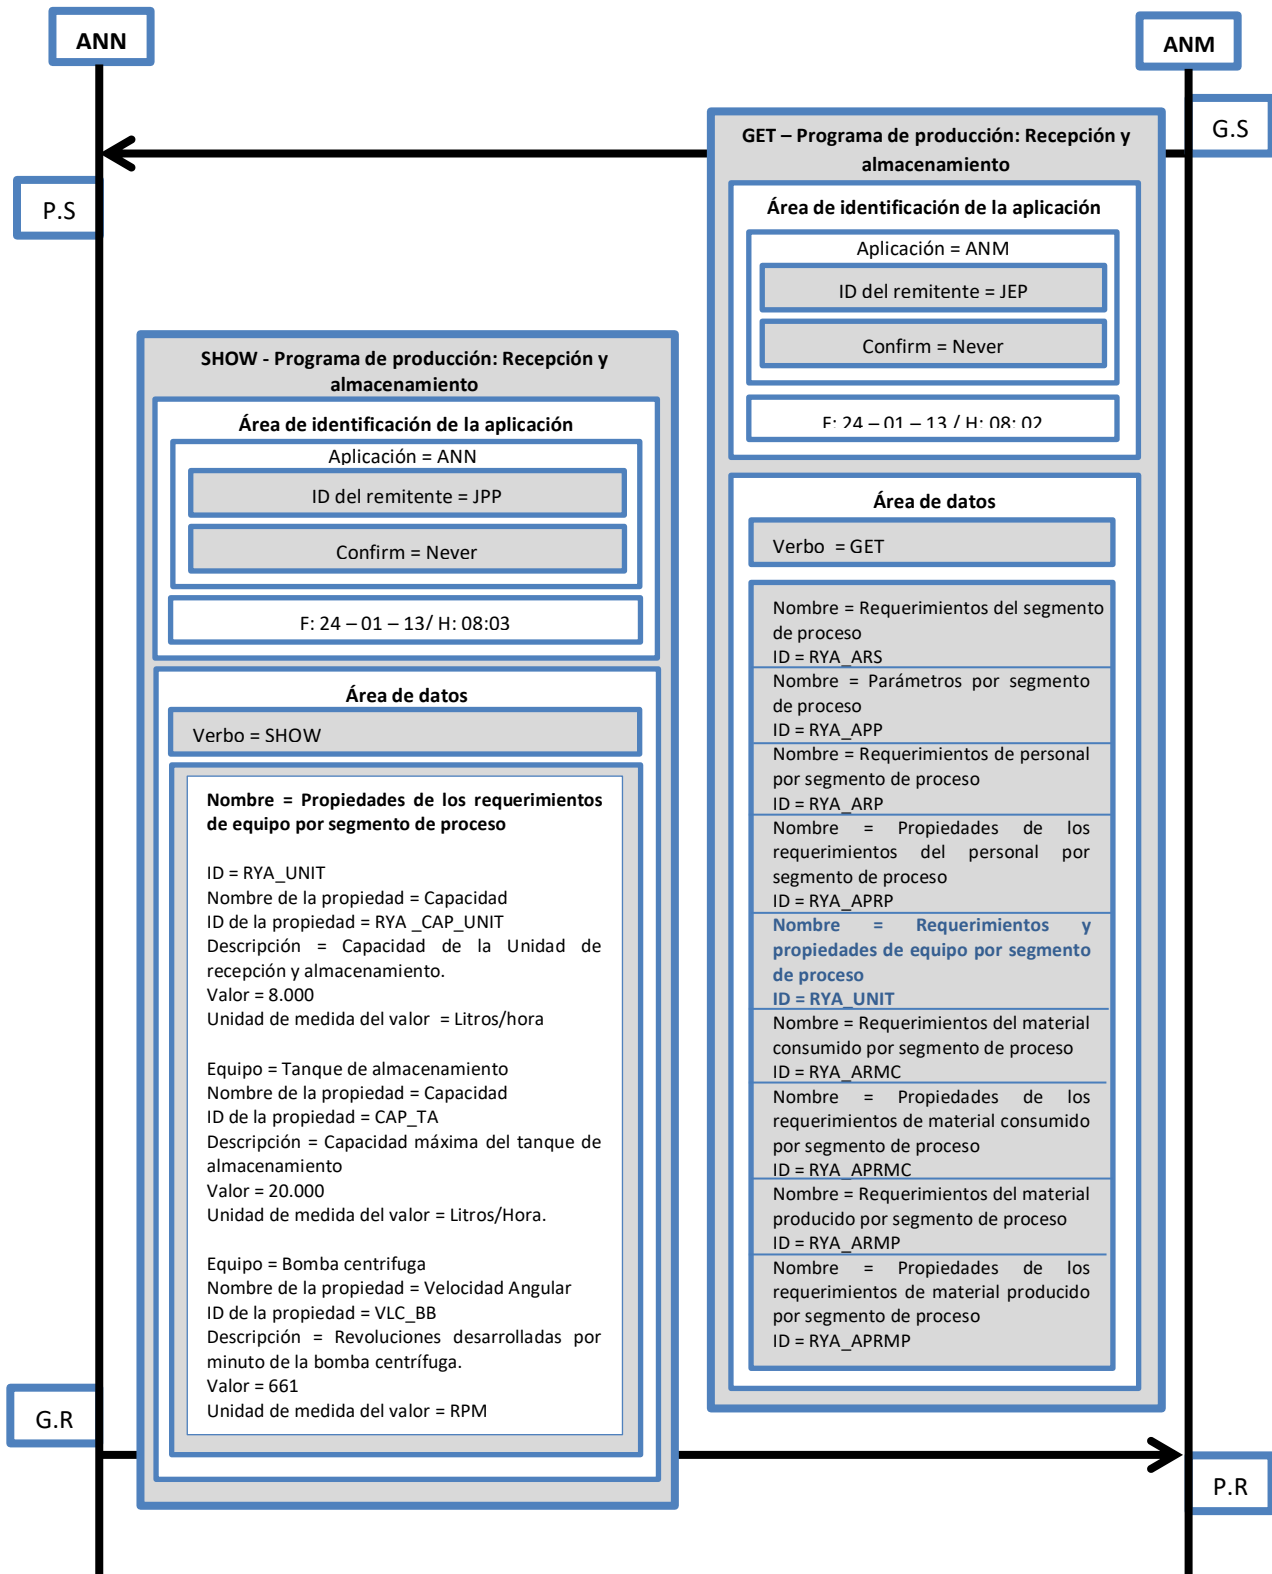 ANN
ANM
G.S
GET – Programa de producción: Recepción y
almacenamiento
P.S
Área de identificación de la aplicación
Aplicación = ANM
ID del remitente = JEP
Confirm = Never
F: 24 – 01 – 13 / H: 08: 02
Área de datos
Verbo = GET
Nombre = Requerimientos del segmento
de proceso
ID = RYA_ARS
Nombre = Parámetros por segmento
de proceso
ID = RYA_APP
Nombre = Requerimientos de personal
por segmento de proceso
ID = RYA_ARP
Nombre = Propiedades de los
requerimientos del personal por
segmento de proceso
ID = RYA_APRP
Nombre = Requerimientos y
propiedades de equipo por segmento
de proceso
ID = RYA_UNIT
Nombre = Requerimientos del material
consumido por segmento de proceso
ID = RYA_ARMC
Nombre = Propiedades de los
requerimientos de material consumido
por segmento de proceso
ID = RYA_APRMC
Nombre = Requerimientos del material
producido por segmento de proceso
ID = RYA_ARMP
Nombre = Propiedades de los
requerimientos de material producido
por segmento de proceso
ID = RYA_APRMP
SHOW - Programa de producción: Recepción y
almacenamiento
Área de identificación de la aplicación
Aplicación = ANN
ID del remitente = JPP
Confirm = Never
F: 24 – 01 – 13/ H: 08:03
Área de datos
Verbo = SHOW
Nombre = Propiedades de los requerimientos
de equipo por segmento de proceso
ID = RYA_UNIT
Nombre de la propiedad = Capacidad
ID de la propiedad = RYA _CAP_UNIT
Descripción = Capacidad de la Unidad de
recepción y almacenamiento.
Valor = 8.000
Unidad de medida del valor = Litros/hora
Equipo = Tanque de almacenamiento
Nombre de la propiedad = Capacidad
ID de la propiedad = CAP_TA
Descripción = Capacidad máxima del tanque de
almacenamiento
Valor = 20.000
Unidad de medida del valor = Litros/Hora.
Equipo = Bomba centrifuga
Nombre de la propiedad = Velocidad Angular
ID de la propiedad = VLC_BB
Descripción = Revoluciones desarrolladas por
minuto de la bomba centrífuga.
Valor = 661
Unidad de medida del valor = RPM
G.R
P.R